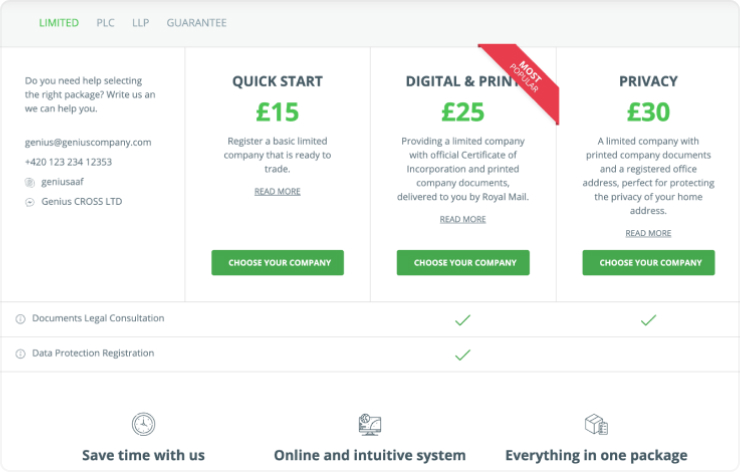 LIMITED PLC LLP GUARANTEE
Do you need help selecting
the right package? Write us an
we can help you.
genius@geniuscompany.com
+420 123 234 12353
geniusaaf
Genius CROSS LTD
QUICK START
£15
Register a basic limited
company that is ready to
trade.
READ MORE
CHOOSE YOUR COMPANY
MOST
POPULAR
DIGITAL & PRINT
£25
Providing a limited company
with official Certificate of
Incorporation and printed
company documents,
delivered to you by Royal Mail.
READ MORE
CHOOSE YOUR COMPANY
PRIVACY
£30
A limited company with
printed company documents
and a registered office
address, perfect for protecting
the privacy of your home
address.
READ MORE
CHOOSE YOUR COMPANY
Documents Legal Consultation
Data Protection Registration
Save time with us
Online and intuitive system
Everything in one package